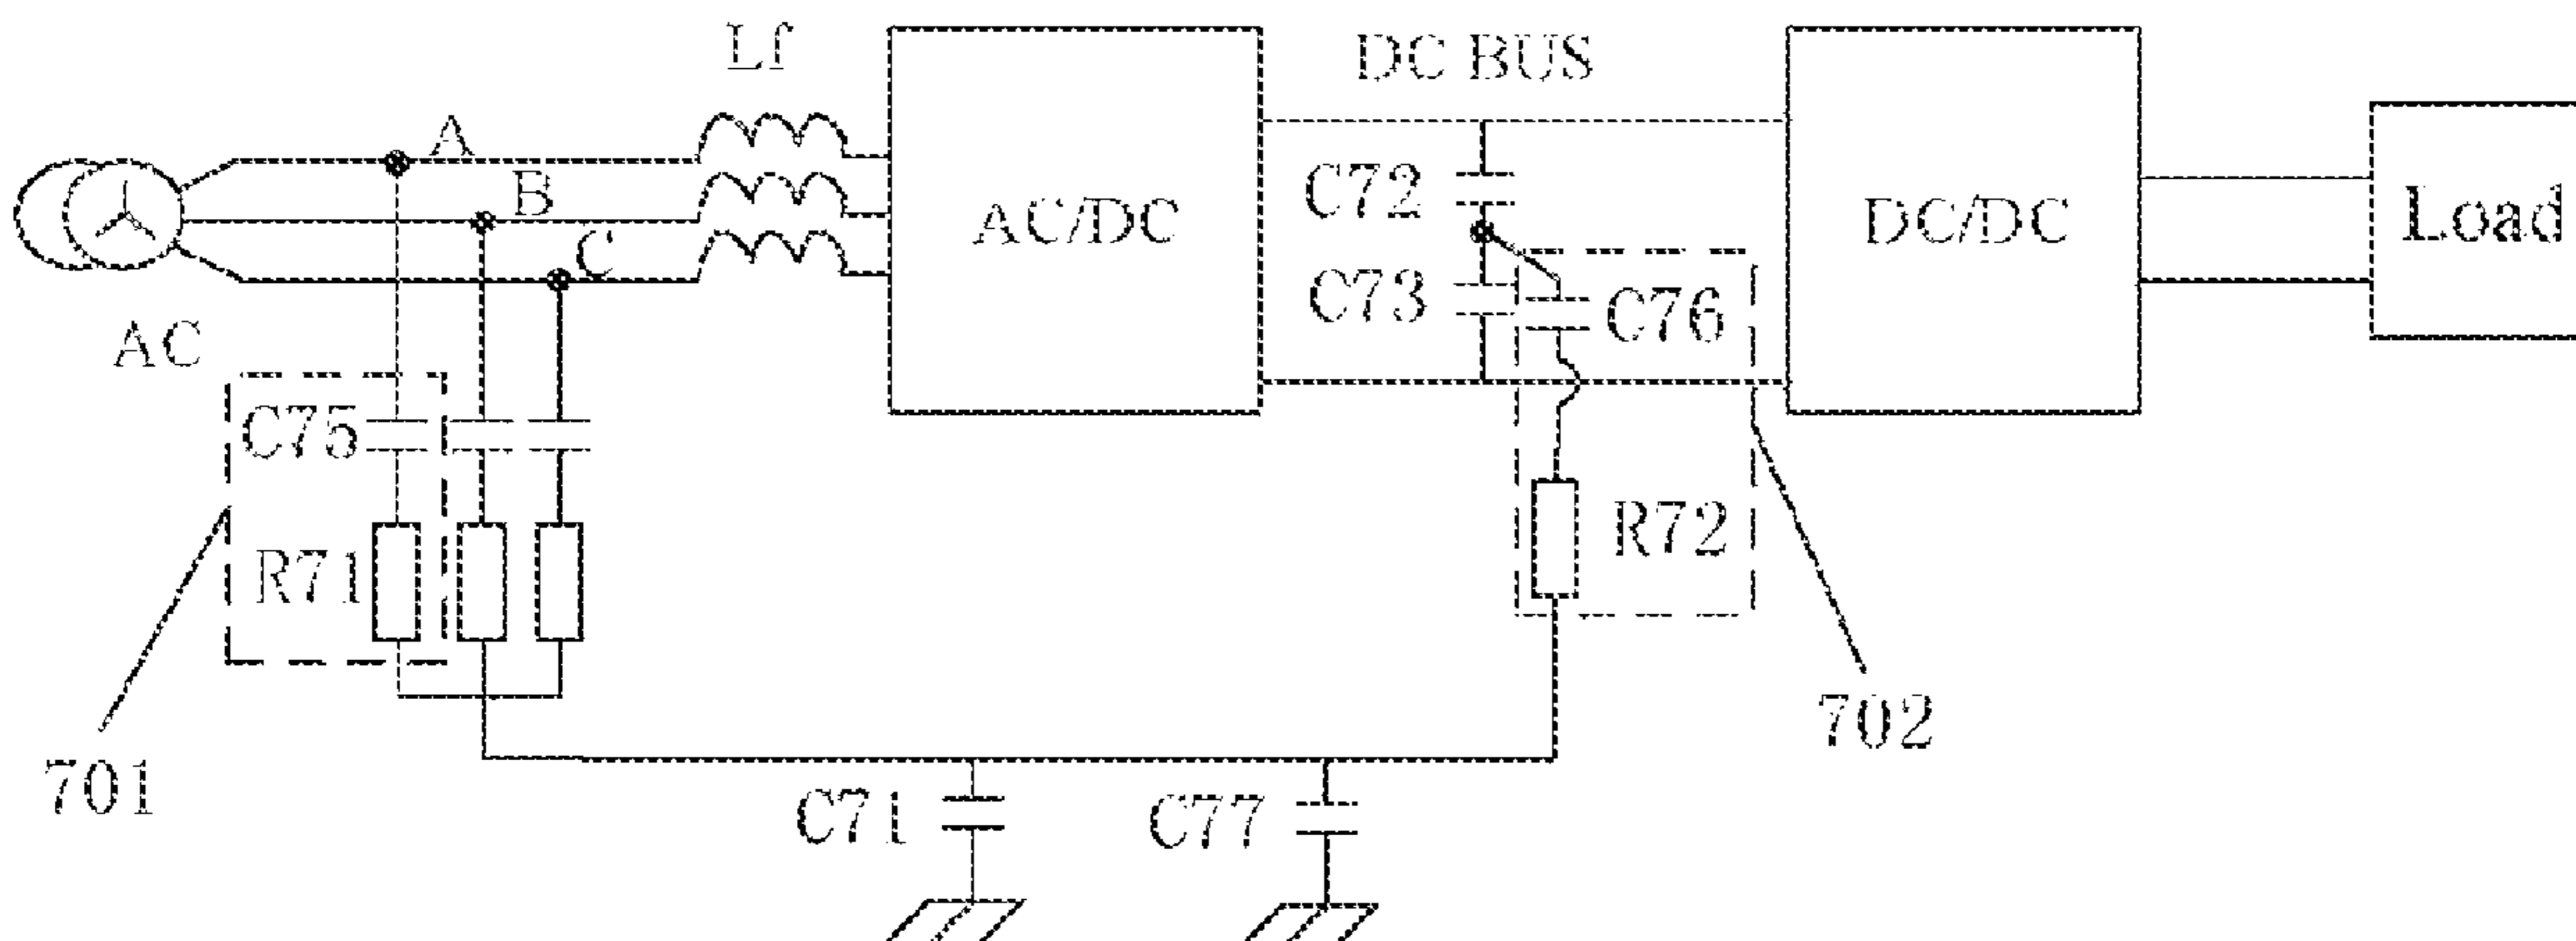 Lf
DC BUS
A
B
C
AC
AC/DC
C72
C73
C76
DC/DC
Load
C75
R71
R72
701
702
C71
C77